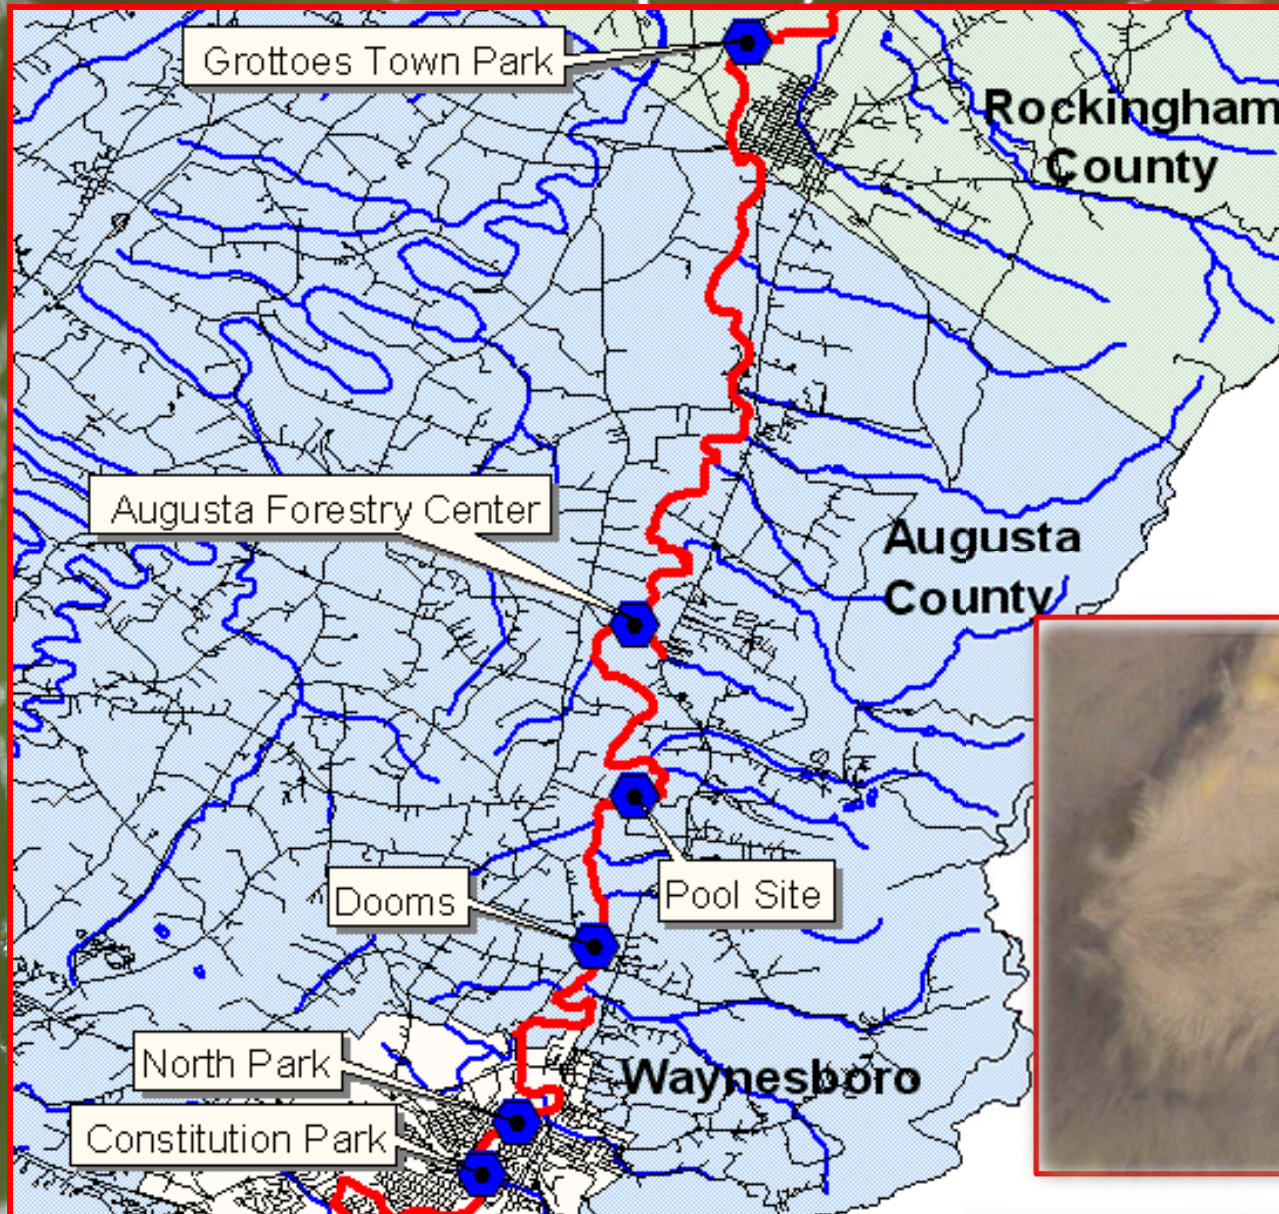 Grottoes Town Park
Rockingham
County
Augusta Forestry Center
Augusta
County
Dooms
Pool Site
North Park
Waynesboro
Constitution Park